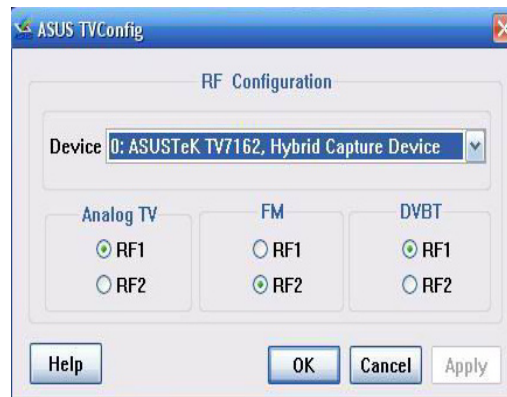 ASUS TVConfig
RF Configuration
Device 0: ASUSTeK TV7162, Hybrid Capture Device
Analog TV FM DVBT
RF1 RF1 RF1
RF2 RF2 RF2
Help OK Cancel Apply